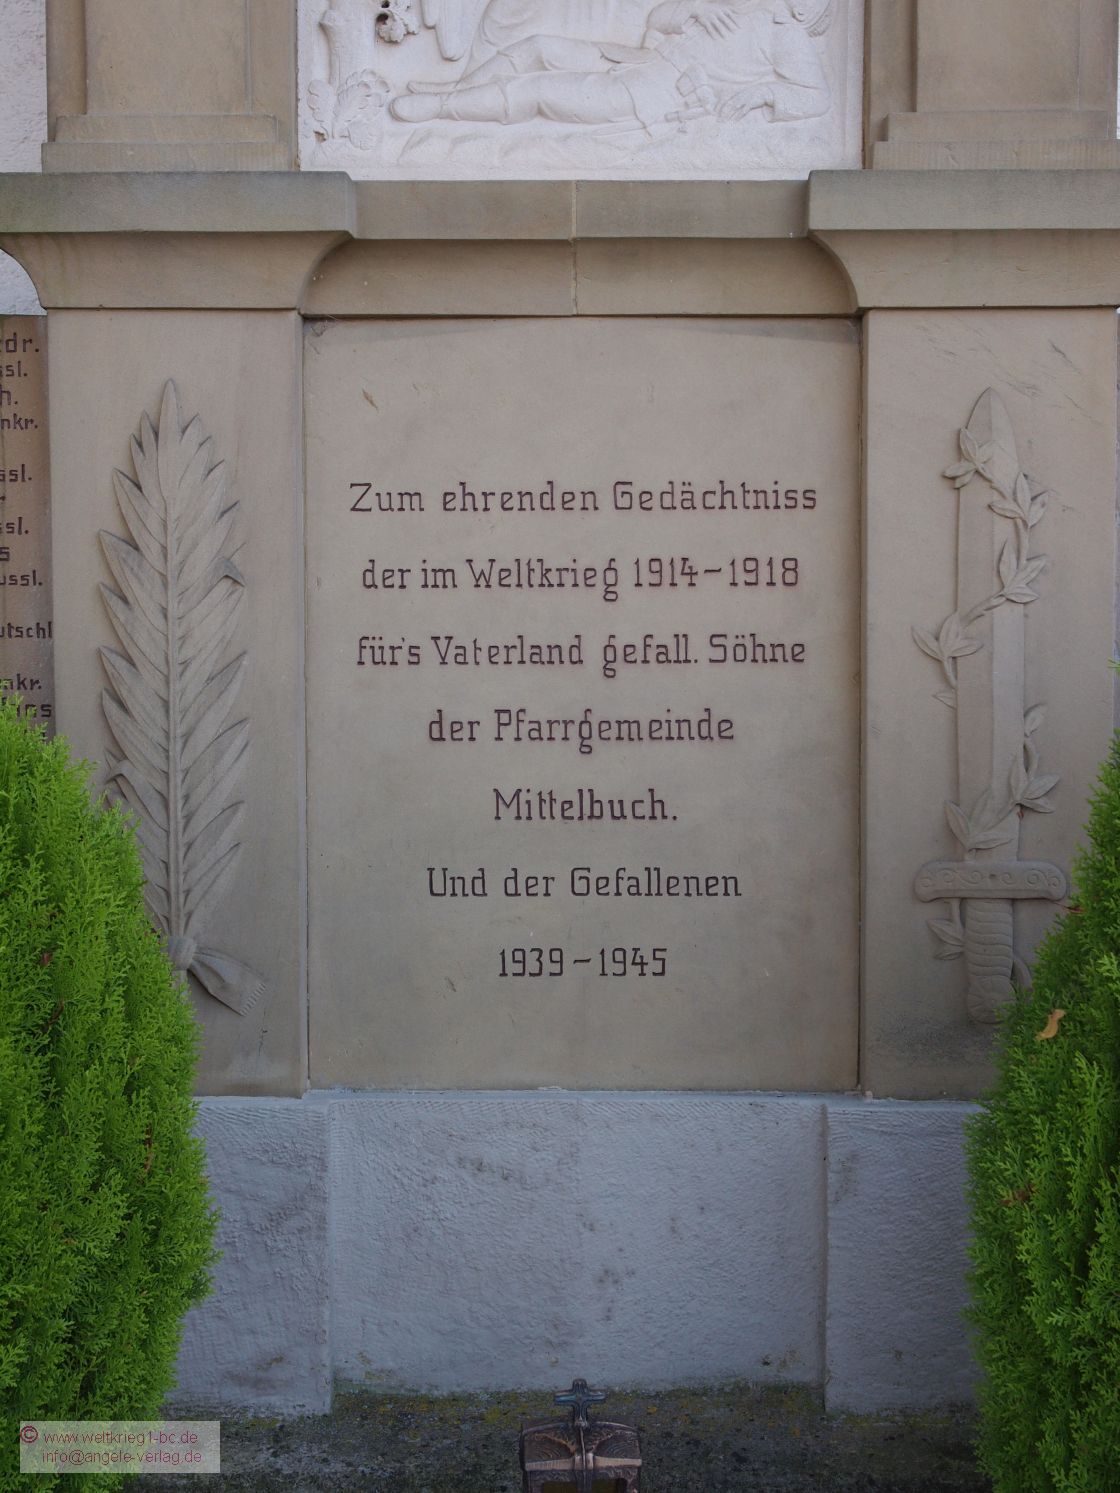 Zum ehrenden Gedächtniss
der im Weltkrieg 1914–1918
für's Vaterland gefall. Söhne
der Pfarrgemeinde
Mittelbuch.
Und der Gefallenen
1939–1945
© www.weltkrieg1-bc.de
info@angele-verlag.de